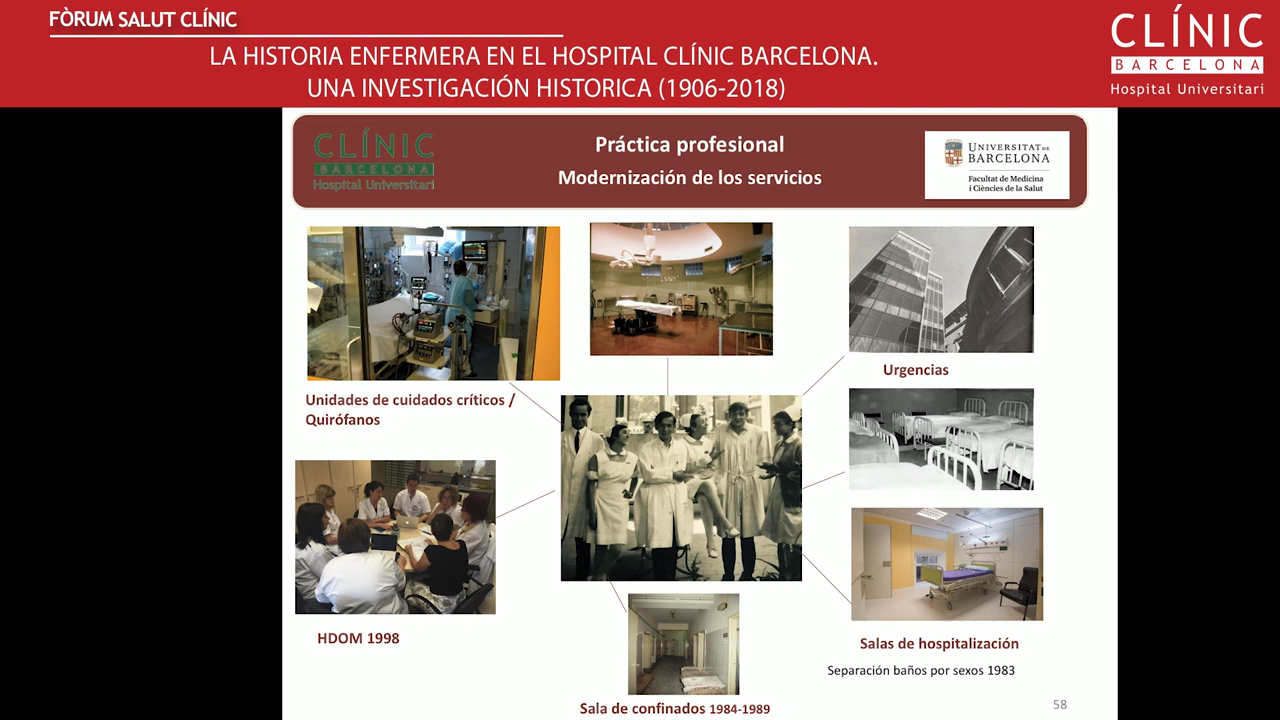 FÒRUM SALUT CLÍNIC
LA HISTORIA ENFERMERA EN EL HOSPITAL CLÍNIC BARCELONA.
UNA INVESTIGACIÓN HISTORICA (1906-2018)
CLÍNIC
BARCELONA
Hospital Universitari
CLÍNIC
BARCELONA
Hospital Universitari
Práctica profesional
Modernización de los servicios
UNIVERSITAT DE
BARCELONA
Facultat de Medicina
i Ciències de la Salut
Urgencias
Unidades de cuidados críticos /
Quirófanos
HDOM 1998
Salas de hospitalización
Separación baños por sexos 1983
Sala de confinados 1984-1989
58